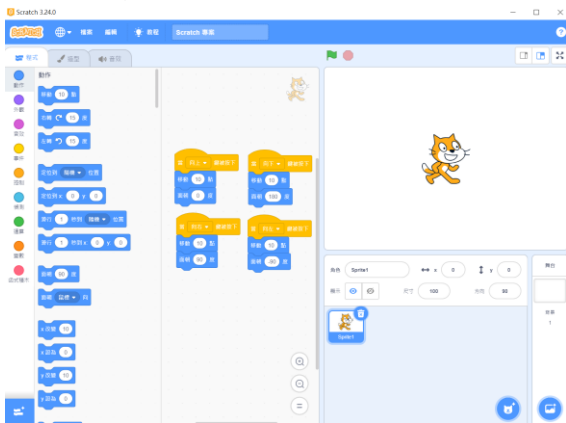 Scratch 3.24.0
SCRATCH 檔案 編輯 教程 Scratch 專案
程式 造型 音效
動作
動作
外觀
音效
事件
控制
偵測
運算
變數
函式積木
移動 10 點
右轉 15 度
左轉 15 度
定位到 隨機 位置
定位到 x 0 y 0
滑行 1 秒到 隨機 位置
滑行 1 秒到 x 0 y 0
面朝 90 度
面朝 鼠標 向
x 改變 10
x 設為 0
y 改變 10
y 設為 0
當 向上 鍵被按下
移動 10 點
面朝 0 度
當 向下 鍵被按下
移動 10 點
面朝 180 度
當 向右 鍵被按下
移動 10 點
面朝 90 度
當 向左 鍵被按下
移動 10 點
面朝 -90 度
角色 Sprite1 x 0 y 0
顯示 尺寸 100 方向 90
Sprite1
舞台
背景
1